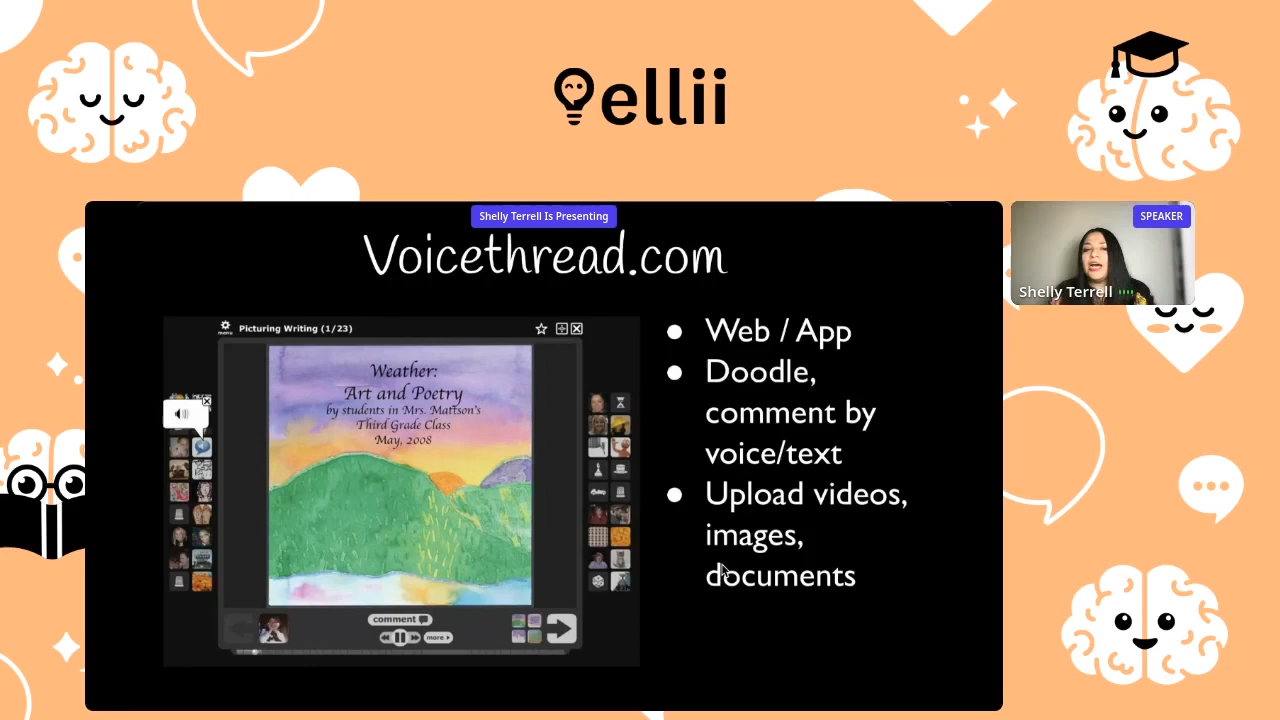 ellii
Shelly Terrell Is Presenting
SPEAKER
Shelly Terrell
Voicethread.com
menu
Picturing Writing (1/23)
Weather:
Art and Poetry
by students in Mrs. Mattson's
Third Grade Class
May, 2008
comment
more
● Web / App
● Doodle,
comment by
voice/text
● Upload videos,
images,
documents